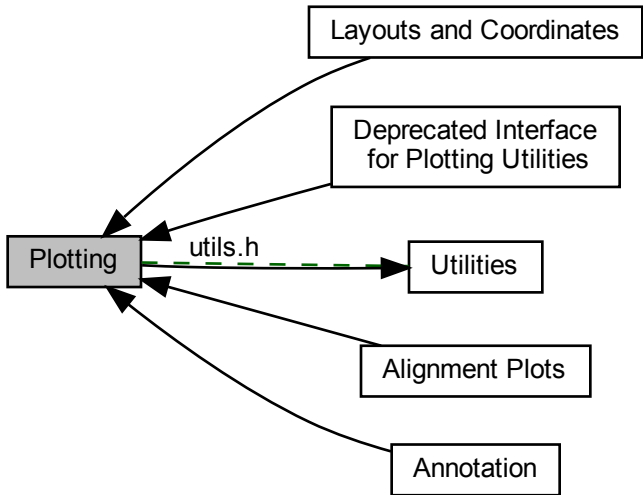 Layouts and Coordinates
Deprecated Interface
for Plotting Utilities
Plotting
utils.h
Utilities
Alignment Plots
Annotation